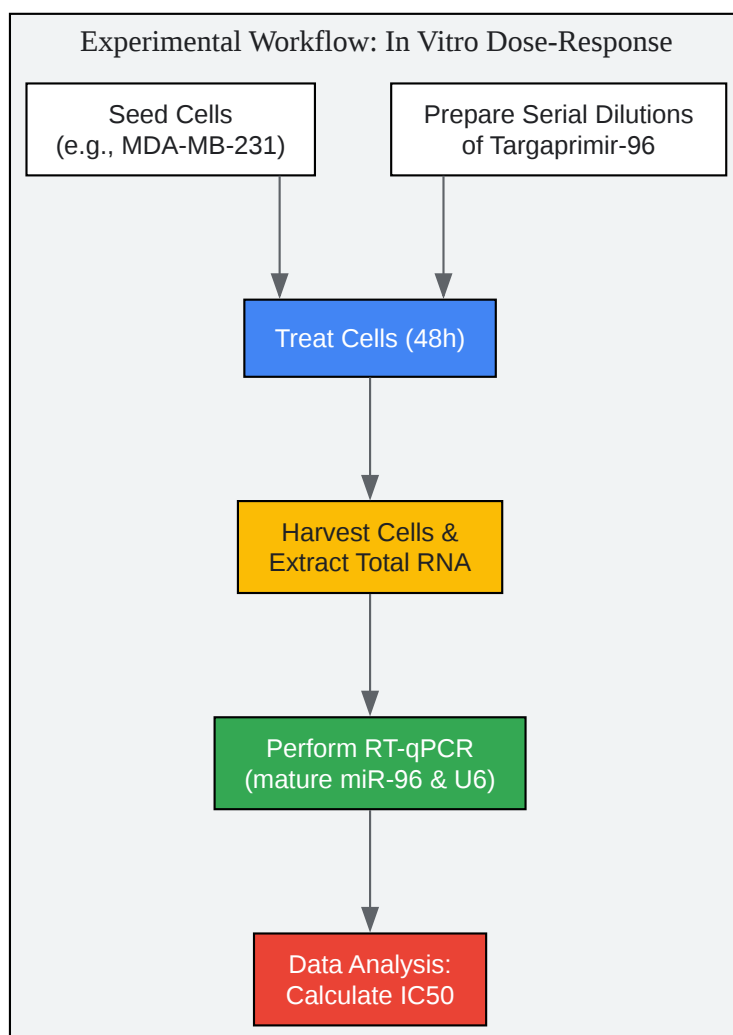 Experimental Workflow: In Vitro Dose-Response
Seed Cells
(e.g., MDA-MB-231)
Prepare Serial Dilutions
of Targaprimir-96
Treat Cells (48h)
Harvest Cells &
Extract Total RNA
Perform RT-qPCR
(mature miR-96 & U6)
Data Analysis:
Calculate IC50